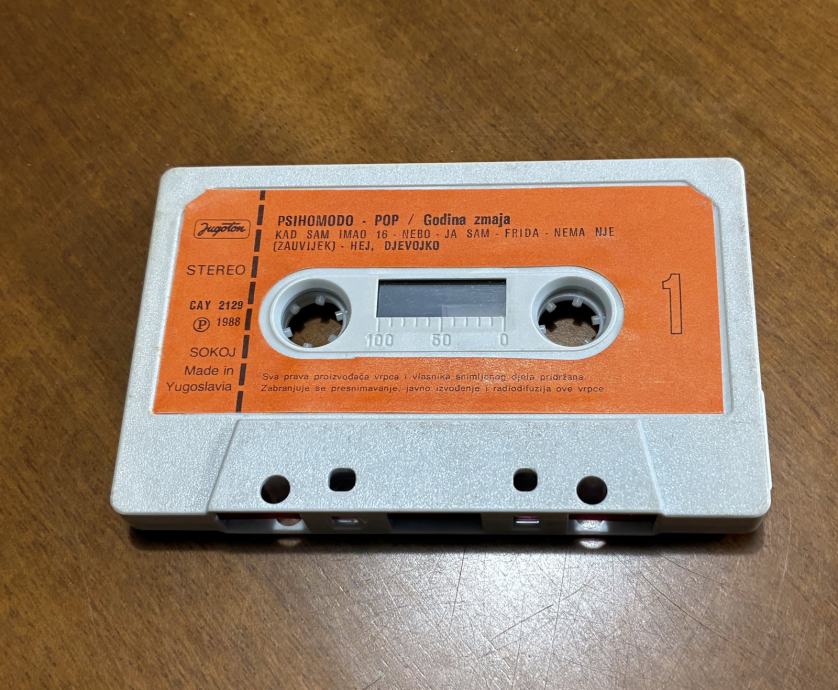 PSIHOMODO - POP / Godina zmaja
KAD SAM IMAO 16 - NEBO - JA SAM - FRIDA - NEMA NJE
(ZAUVIJEK) - HEJ, DJEVOJKO
Jugoton
STEREO
CAY 2129
Ⓟ 1988
SOKOJ
Made in
Yugoslavia
1
100 50 0
Sva prava proizvođača vrpce i vlasnika snimljenog djela pridržana.
Zabranjuje se presnimavanje, javno izvođenje i radiodifuzija ove vrpce